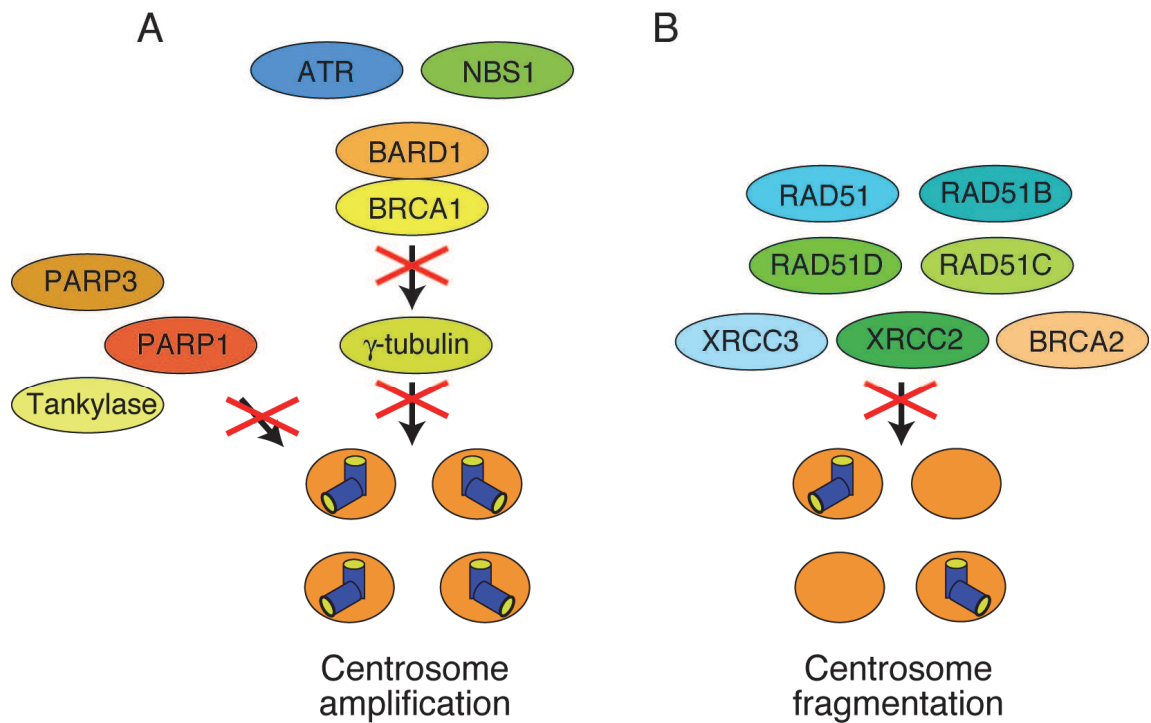 A
ATR
NBS1
BARD1
BRCA1
PARP3
PARP1
Tankylase
γ-tubulin
Centrosome
amplification
B
RAD51
RAD51B
RAD51D
RAD51C
XRCC3
XRCC2
BRCA2
Centrosome
fragmentation